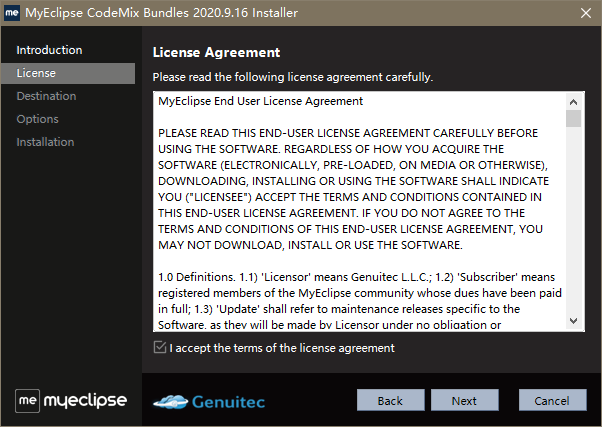 me MyEclipse CodeMix Bundles 2020.9.16 Installer
Introduction
License
Destination
Options
Installation
License Agreement
Please read the following license agreement carefully.
MyEclipse End User License Agreement
PLEASE READ THIS END-USER LICENSE AGREEMENT CAREFULLY BEFORE
USING THE SOFTWARE. REGARDLESS OF HOW YOU ACQUIRE THE
SOFTWARE (ELECTRONICALLY, PRE-LOADED, ON MEDIA OR OTHERWISE),
DOWNLOADING, INSTALLING OR USING THE SOFTWARE SHALL INDICATE
YOU ("LICENSEE") ACCEPT THE TERMS AND CONDITIONS CONTAINED IN
THIS END-USER LICENSE AGREEMENT. IF YOU DO NOT AGREE TO THE
TERMS AND CONDITIONS OF THIS END-USER LICENSE AGREEMENT, YOU
MAY NOT DOWNLOAD, INSTALL OR USE THE SOFTWARE.
1.0 Definitions. 1.1) 'Licensor' means Genuitec L.L.C.; 1.2) 'Subscriber' means
registered members of the MyEclipse community whose dues have been paid
in full; 1.3) 'Update' shall refer to maintenance releases specific to the
Software, as they will be made by Licensor under no obligation or
I accept the terms of the license agreement
me myeclipse
Genuitec
Back
Next
Cancel